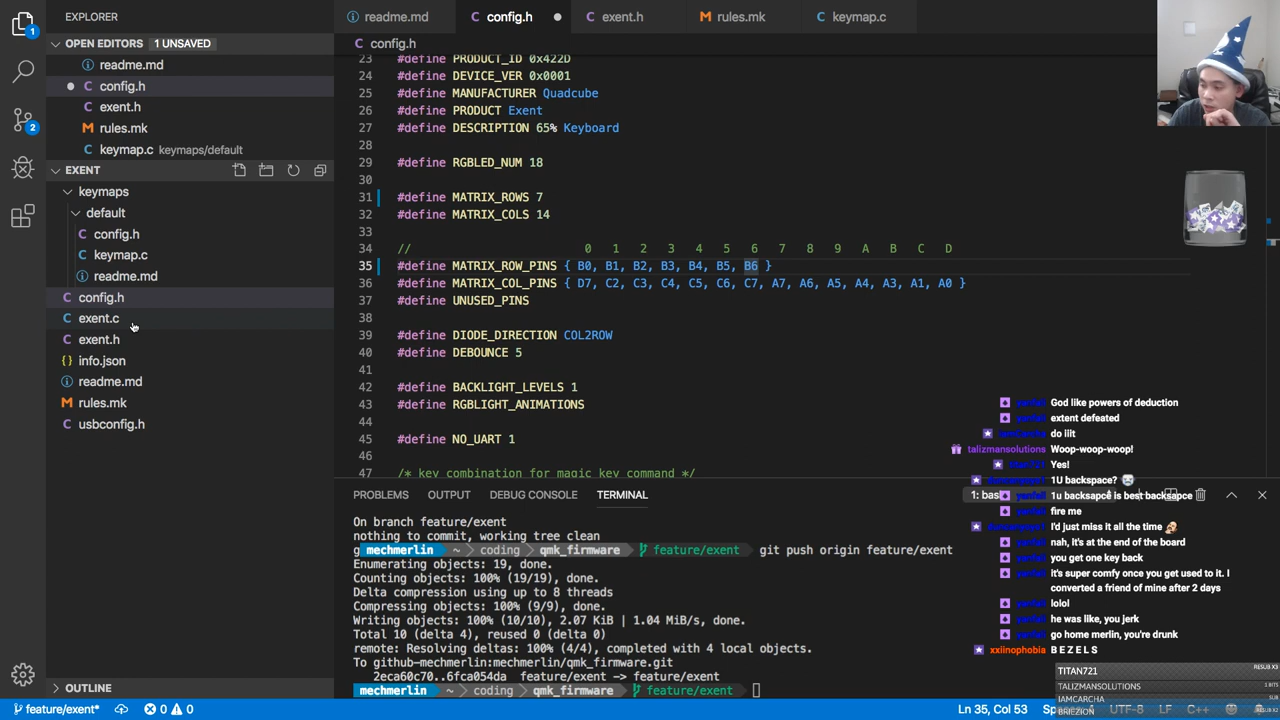 EXPLORER
readme.md
config.h
exent.h
rules.mk
keymap.c
OPEN EDITORS 1 UNSAVED
readme.md
config.h
exent.h
rules.mk
keymap.c keymaps/default
EXENT
keymaps
default
config.h
keymap.c
readme.md
config.h
exent.c
exent.h
info.json
readme.md
rules.mk
usbconfig.h
OUTLINE
config.h
23 #define PRODUCT_ID 0x422D
24 #define DEVICE_VER 0x0001
25 #define MANUFACTURER Quadcube
26 #define PRODUCT Exent
27 #define DESCRIPTION 65% Keyboard
28
29 #define RGBLED_NUM 18
30
31 #define MATRIX_ROWS 7
32 #define MATRIX_COLS 14
33
34 // 0 1 2 3 4 5 6 7 8 9 A B C D
35 #define MATRIX_ROW_PINS { B0, B1, B2, B3, B4, B5, B6 }
36 #define MATRIX_COL_PINS { D7, C2, C3, C4, C5, C6, C7, A7, A6, A5, A4, A3, A1, A0 }
37 #define UNUSED_PINS
38
39 #define DIODE_DIRECTION COL2ROW
40 #define DEBOUNCE 5
41
42 #define BACKLIGHT_LEVELS 1
43 #define RGBLIGHT_ANIMATIONS
44
45 #define NO_UART 1
46
47 /* key combination for magic key command */
PROBLEMS OUTPUT DEBUG CONSOLE TERMINAL 1: bas
On branch feature/exent
nothing to commit, working tree clean
g mechmerlin ~ coding qmk_firmware feature/exent git push origin feature/exent
Enumerating objects: 19, done.
Counting objects: 100% (19/19), done.
Delta compression using up to 8 threads
Compressing objects: 100% (9/9), done.
Writing objects: 100% (10/10), 2.07 KiB | 1.04 MiB/s, done.
Total 10 (delta 4), reused 0 (delta 0)
remote: Resolving deltas: 100% (4/4), completed with 4 local objects.
To github-mechmerlin:mechmerlin/qmk_firmware.git
2eca60c70..6fca054da feature/exent -> feature/exent
mechmerlin ~ coding qmk_firmware feature/exent
God like powers of deduction
extent defeated
do iiit
talizmansolutions Woop-woop-woop!
Yes!
1U backspace?
1u backsapce is best backsapce
fire me
I'd just miss it all the time
nah, it's at the end of the board
you get one key back
it's super comfy once you get used to it. I
converted a friend of mine after 2 days
lolol
he was like, you jerk
go home merlin, you're drunk
xxiinophobia B E Z E L S
TITAN721 RESUB X3
TALIZMANSOLUTIONS
IAMCARCHA SUB
BRIEZION RESUB X2
feature/exent* 0 0
Ln 35, Col 53
UTF-8 LF C++
1
2